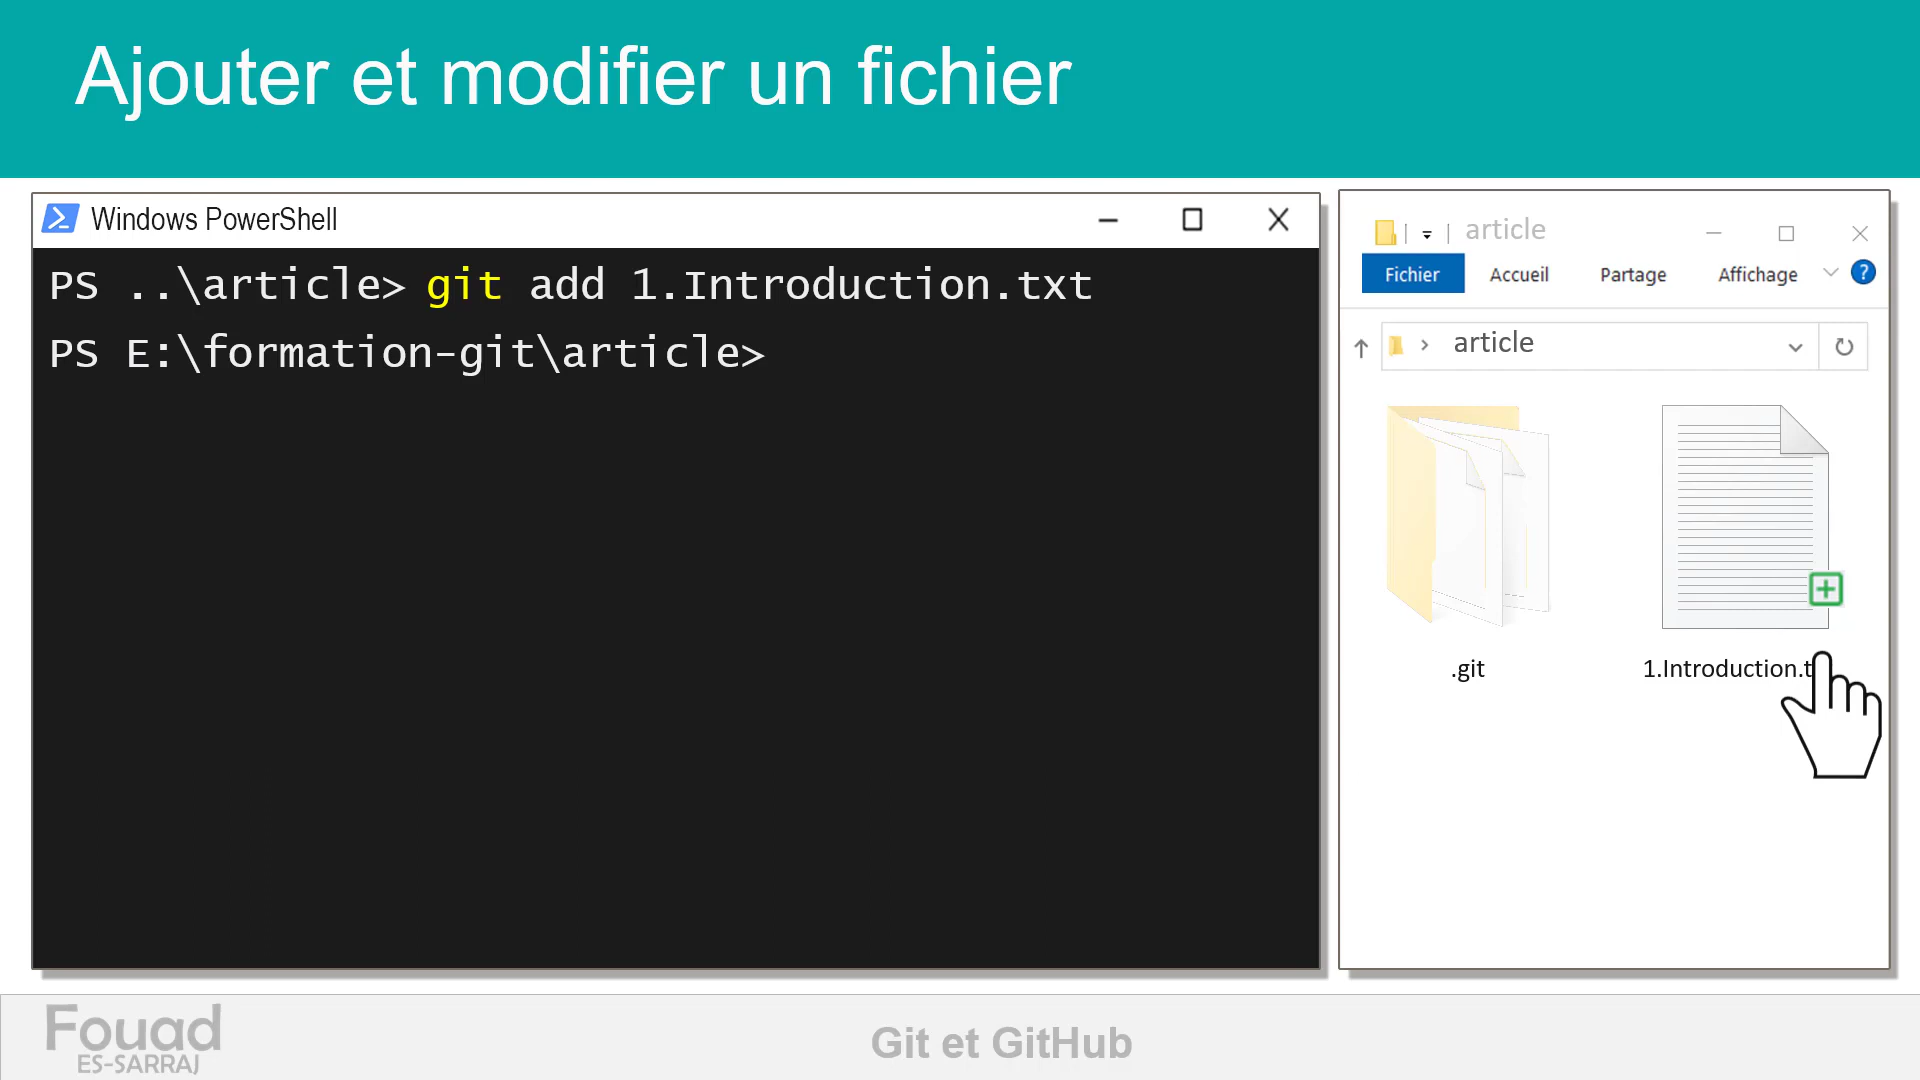 Ajouter et modifier un fichier
Windows PowerShell
PS ..\article> git add 1.Introduction.txt
PS E:\formation-git\article>
article
Fichier Accueil Partage Affichage ?
article
.git
1.Introduction.t
Fouad
ES-SARRAJ
Git et GitHub